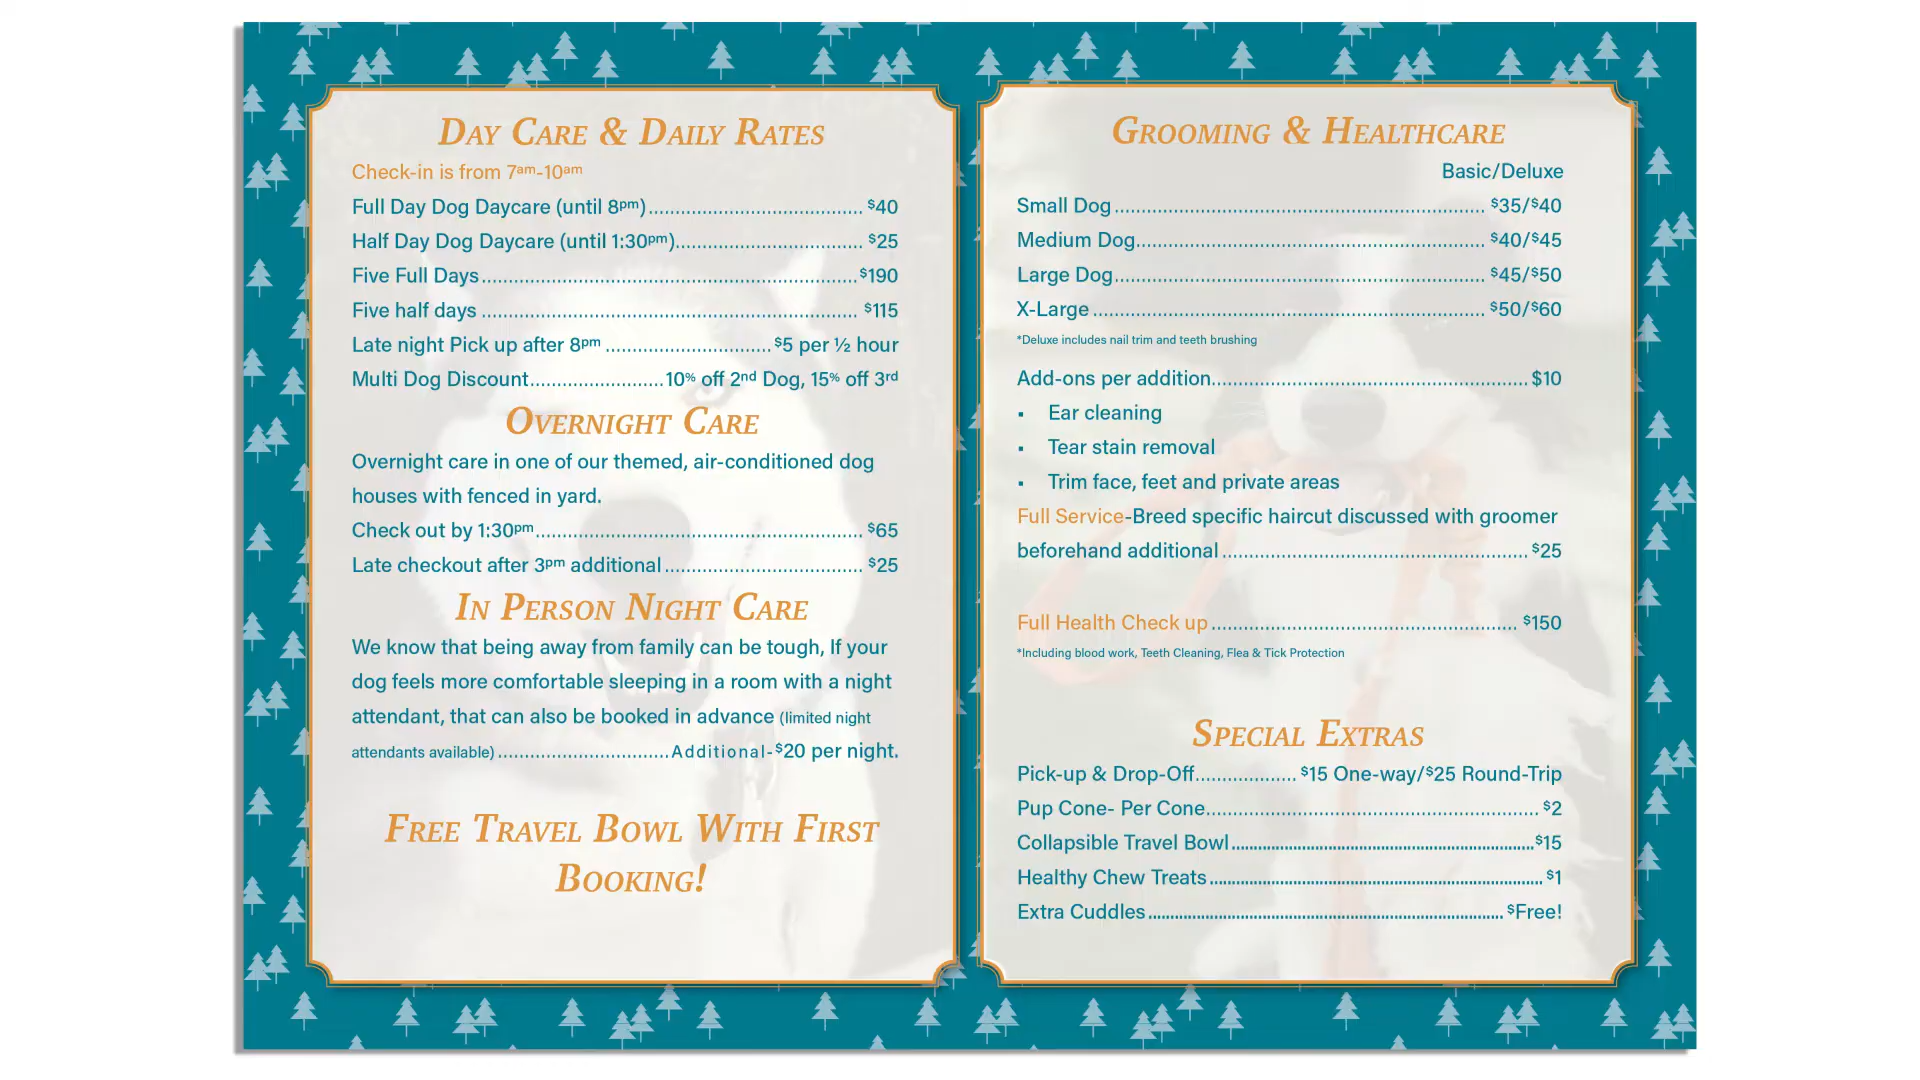 Day Care & Daily Rates
Check-in is from 7am-10am
Full Day Dog Daycare (until 8pm)........................................ $40
Half Day Dog Daycare (until 1:30pm)................................... $25
Five Full Days.........................................................................$190
Five half days ........................................................................ $115
Late night Pick up after 8pm ...............................$5 per ½ hour
Multi Dog Discount.........................10% off 2nd Dog, 15% off 3rd
Overnight Care
Overnight care in one of our themed, air-conditioned dog
houses with fenced in yard.
Check out by 1:30pm.............................................................. $65
Late checkout after 3pm additional ..................................... $25
In Person Night Care
We know that being away from family can be tough, If your
dog feels more comfortable sleeping in a room with a night
attendant, that can also be booked in advance (limited night
attendants available)................................Additional-$20 per night.
Free Travel Bowl With First
Booking!
Grooming & Healthcare
Basic/Deluxe
Small Dog ...................................................................... $35/$40
Medium Dog.................................................................. $40/$45
Large Dog...................................................................... $45/$50
X-Large .......................................................................... $50/$60
*Deluxe includes nail trim and teeth brushing
Add-ons per addition............................................................ $10
▪ Ear cleaning
▪ Tear stain removal
▪ Trim face, feet and private areas
Full Service-Breed specific haircut discussed with groomer
beforehand additional .......................................................... $25
Full Health Check up .......................................................... $150
*Including blood work, Teeth Cleaning, Flea & Tick Protection
Special Extras
Pick-up & Drop-Off................... $15 One-way/$25 Round-Trip
Pup Cone- Per Cone............................................................... $2
Collapsible Travel Bowl..........................................................$15
Healthy Chew Treats............................................................... $1
Extra Cuddles................................................................... $Free!